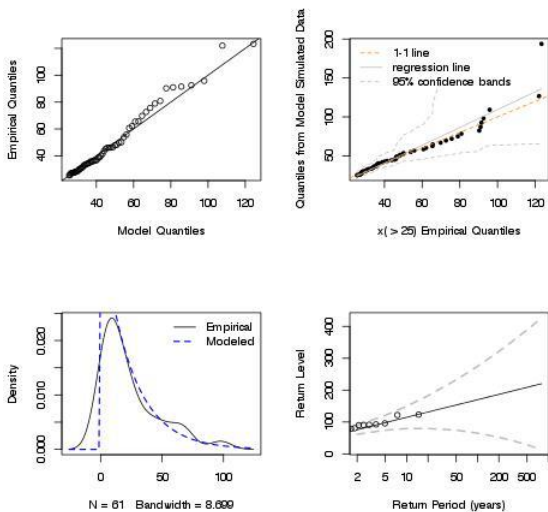 Empirical Quantiles
100
80
60
40
40 60 80 100 120
Model Quantiles
Quantiles from Model Simulated Data
200
150
100
50
1-1 line
regression line
95% confidence bands
40 60 80 100 120
x( > 25) Empirical Quantiles
Density
0.020
0.010
0.000
Empirical
Modeled
0 50 100
N = 61 Bandwidth = 8.699
Return Level
400
300
200
100
0
2 5 10 50 100 200 500
Return Period (years)